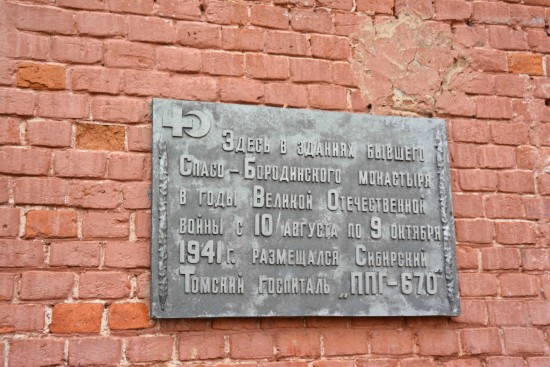 Здесь в зданиях бывшего
Спасо-Бородинского монастыря
в годы Великой Отечественной
войны с 10 августа по 9 октября
1941 г. размещался Сибирский
Томский госпиталь „ППГ-670"